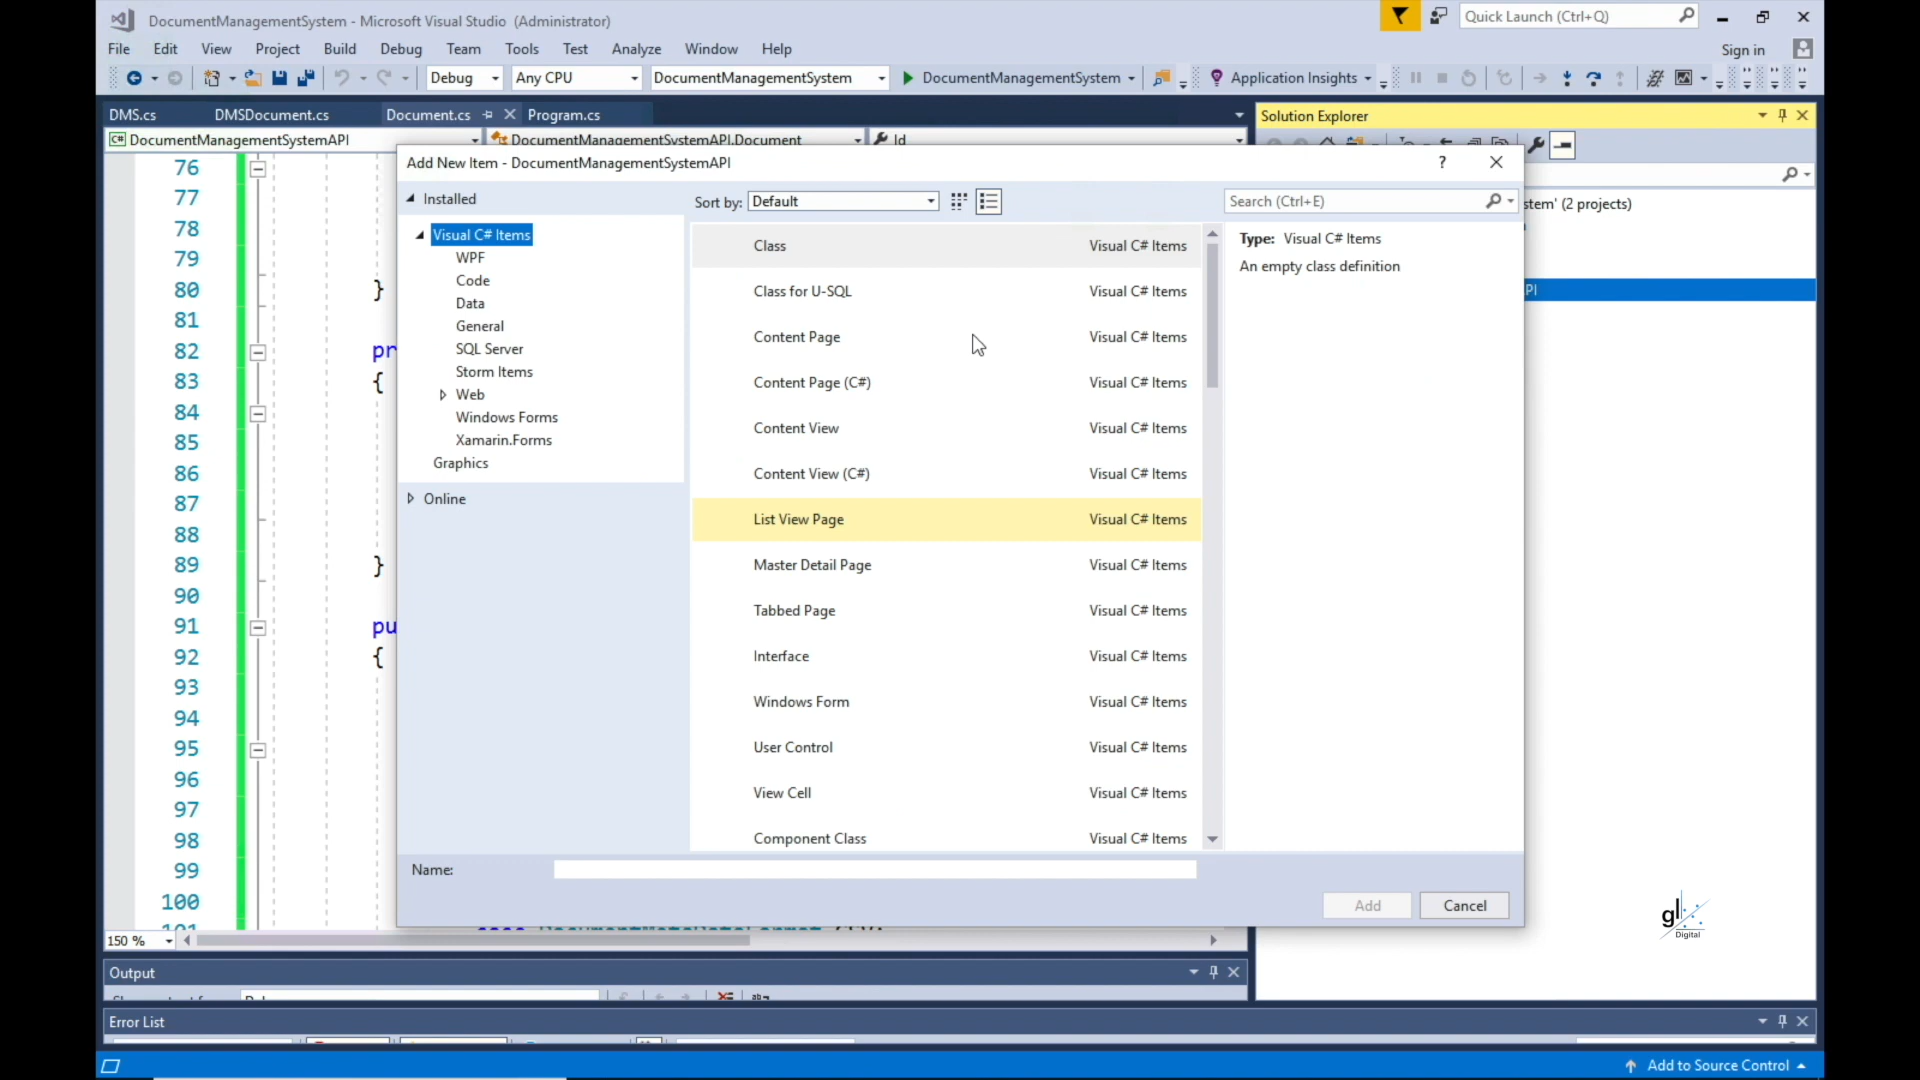 DocumentManagementSystem - Microsoft Visual Studio (Administrator)
Quick Launch (Ctrl+Q)
File Edit View Project Build Debug Team Tools Test Analyze Window Help
Sign in
Debug Any CPU DocumentManagementSystem DocumentManagementSystem Application Insights
DMS.cs DMSDocument.cs Document.cs Program.cs
Solution Explorer
DocumentManagementSystemAPI DocumentManagementSystemAPI.Document Id
Add New Item - DocumentManagementSystemAPI
?
Installed
Sort by: Default
Search (Ctrl+E)
stem' (2 projects)
PI
Visual C# Items
WPF
Code
Data
General
SQL Server
Storm Items
Web
Windows Forms
Xamarin.Forms
Graphics
Online
Class Visual C# Items
Class for U-SQL Visual C# Items
Content Page Visual C# Items
Content Page (C#) Visual C# Items
Content View Visual C# Items
Content View (C#) Visual C# Items
List View Page Visual C# Items
Master Detail Page Visual C# Items
Tabbed Page Visual C# Items
Interface Visual C# Items
Windows Form Visual C# Items
User Control Visual C# Items
View Cell Visual C# Items
Component Class Visual C# Items
Type: Visual C# Items
An empty class definition
Name:
Add Cancel
76
77
78
79
80 }
81
82 pr
83 {
84
85
86
87
88
89 }
90
91 pu
92 {
93
94
95
96
97
98
99
100
101
150 %
gl
Digital
Output
Error List
Add to Source Control